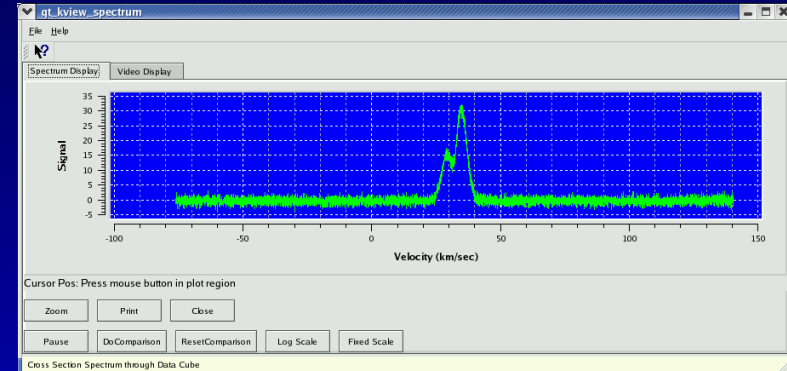 qt_kview_spectrum
File Help
Spectrum Display Video Display
35
30
25
20
15
10
5
0
-5
Signal
-100 -50 0 50 100 150
Velocity (km/sec)
Cursor Pos: Press mouse button in plot region
Zoom Print Close
Pause DoComparison ResetComparison Log Scale Fixed Scale
Cross Section Spectrum through Data Cube